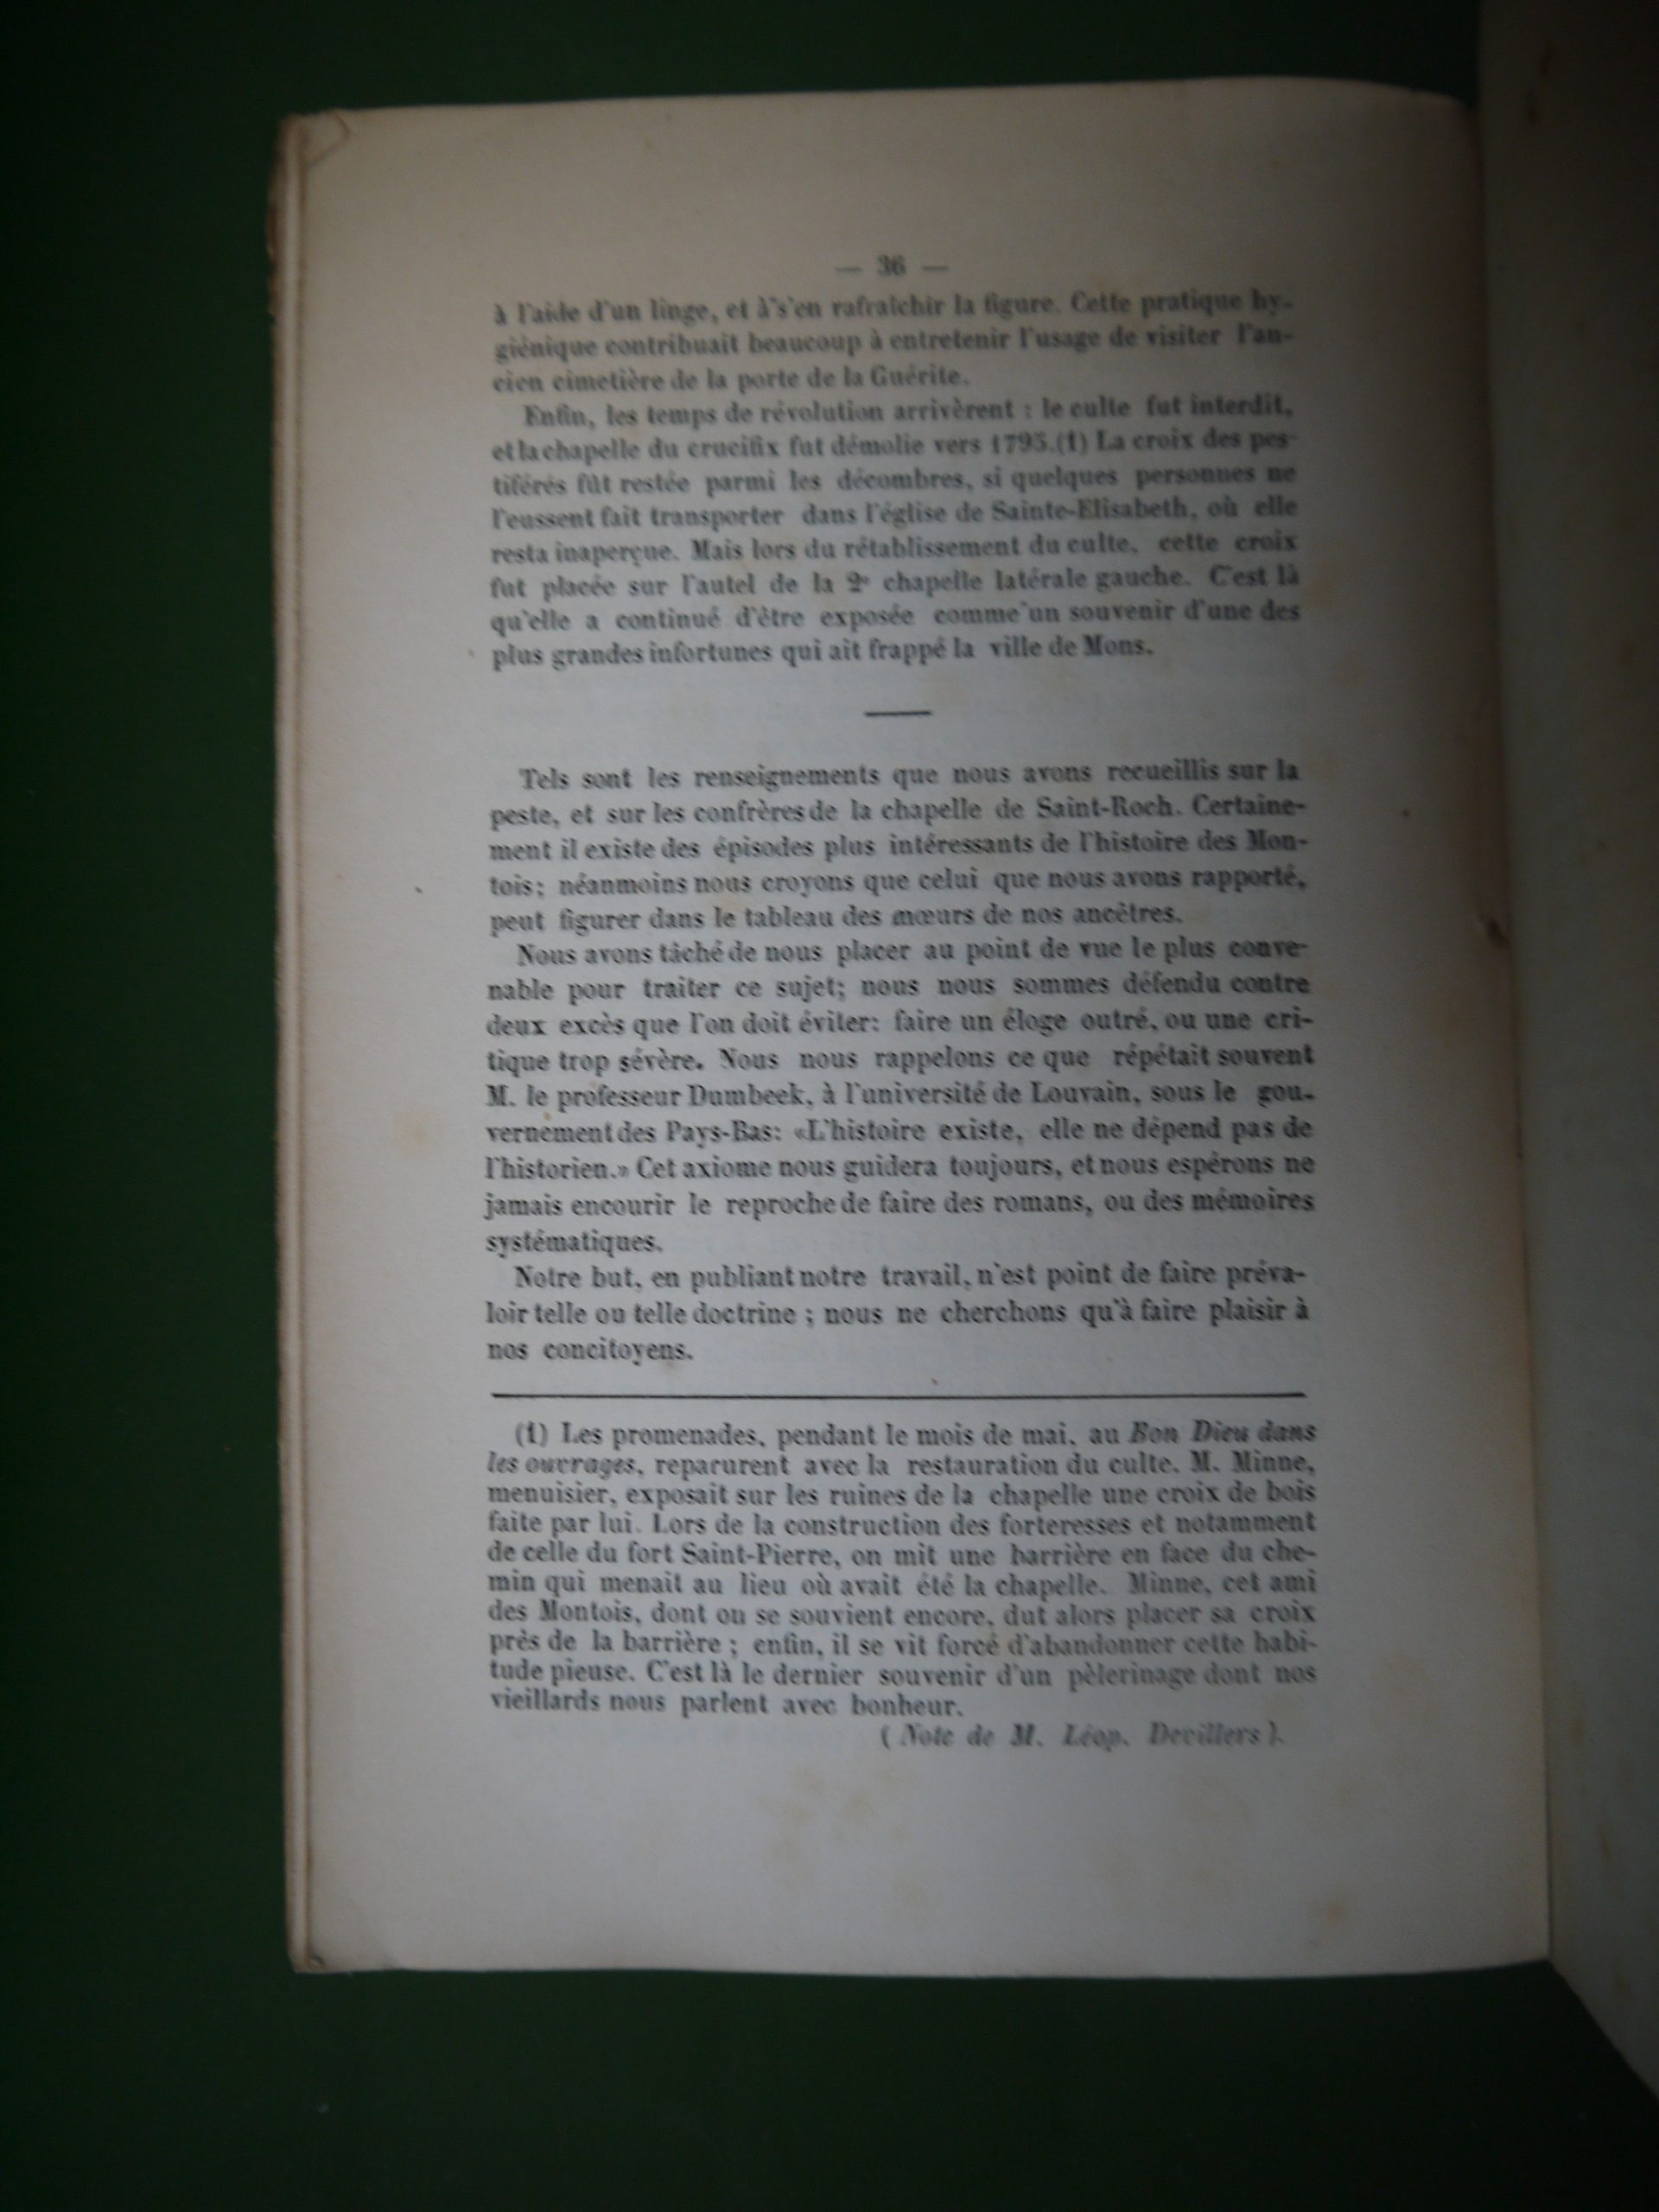 — 36 —
à l'aide d'un linge, et à s'en rafraîchir la figure. Cette pratique hy-
giénique contribuait beaucoup à entretenir l'usage de visiter l'an-
cien cimetière de la porte de la Guérite.
Enfin, les temps de révolution arrivèrent : le culte fut interdit,
et la chapelle du crucifix fut démolie vers 1795.(1) La croix des pes-
tiférés fût restée parmi les décombres, si quelques personnes ne
l'eussent fait transporter dans l'église de Sainte-Elisabeth, où elle
resta inaperçue. Mais lors du rétablissement du culte, cette croix
fut placée sur l'autel de la 2e chapelle latérale gauche. C'est là
qu'elle a continué d'être exposée comme un souvenir d'une des
plus grandes infortunes qui ait frappé la ville de Mons.
Tels sont les renseignements que nous avons recueillis sur la
peste, et sur les confrères de la chapelle de Saint-Roch. Certaine-
ment il existe des épisodes plus intéressants de l'histoire des Mon-
tois; néanmoins nous croyons que celui que nous avons rapporté,
peut figurer dans le tableau des mœurs de nos ancêtres.
Nous avons tâché de nous placer au point de vue le plus conve-
nable pour traiter ce sujet; nous nous sommes défendu contre
deux excès que l'on doit éviter: faire un éloge outré, ou une cri-
tique trop sévère. Nous nous rappelons ce que répétait souvent
M. le professeur Dumbeek, à l'université de Louvain, sous le gou-
vernement des Pays-Bas: «L'histoire existe, elle ne dépend pas de
l'historien.» Cet axiome nous guidera toujours, et nous espérons ne
jamais encourir le reproche de faire des romans, ou des mémoires
systématiques.
Notre but, en publiant notre travail, n'est point de faire préva-
loir telle ou telle doctrine ; nous ne cherchons qu'à faire plaisir à
nos concitoyens.
(1) Les promenades, pendant le mois de mai, au Bon Dieu dans
les ouvrages, reparurent avec la restauration du culte. M. Minne,
menuisier, exposait sur les ruines de la chapelle une croix de bois
faite par lui. Lors de la construction des forteresses et notamment
de celle du fort Saint-Pierre, on mit une barrière en face du che-
min qui menait au lieu où avait été la chapelle. Minne, cet ami
des Montois, dont on se souvient encore, dut alors placer sa croix
près de la barrière ; enfin, il se vit forcé d'abandonner cette habi-
tude pieuse. C'est là le dernier souvenir d'un pèlerinage dont nos
vieillards nous parlent avec bonheur.
( Note de M. Léop. Devillers ).